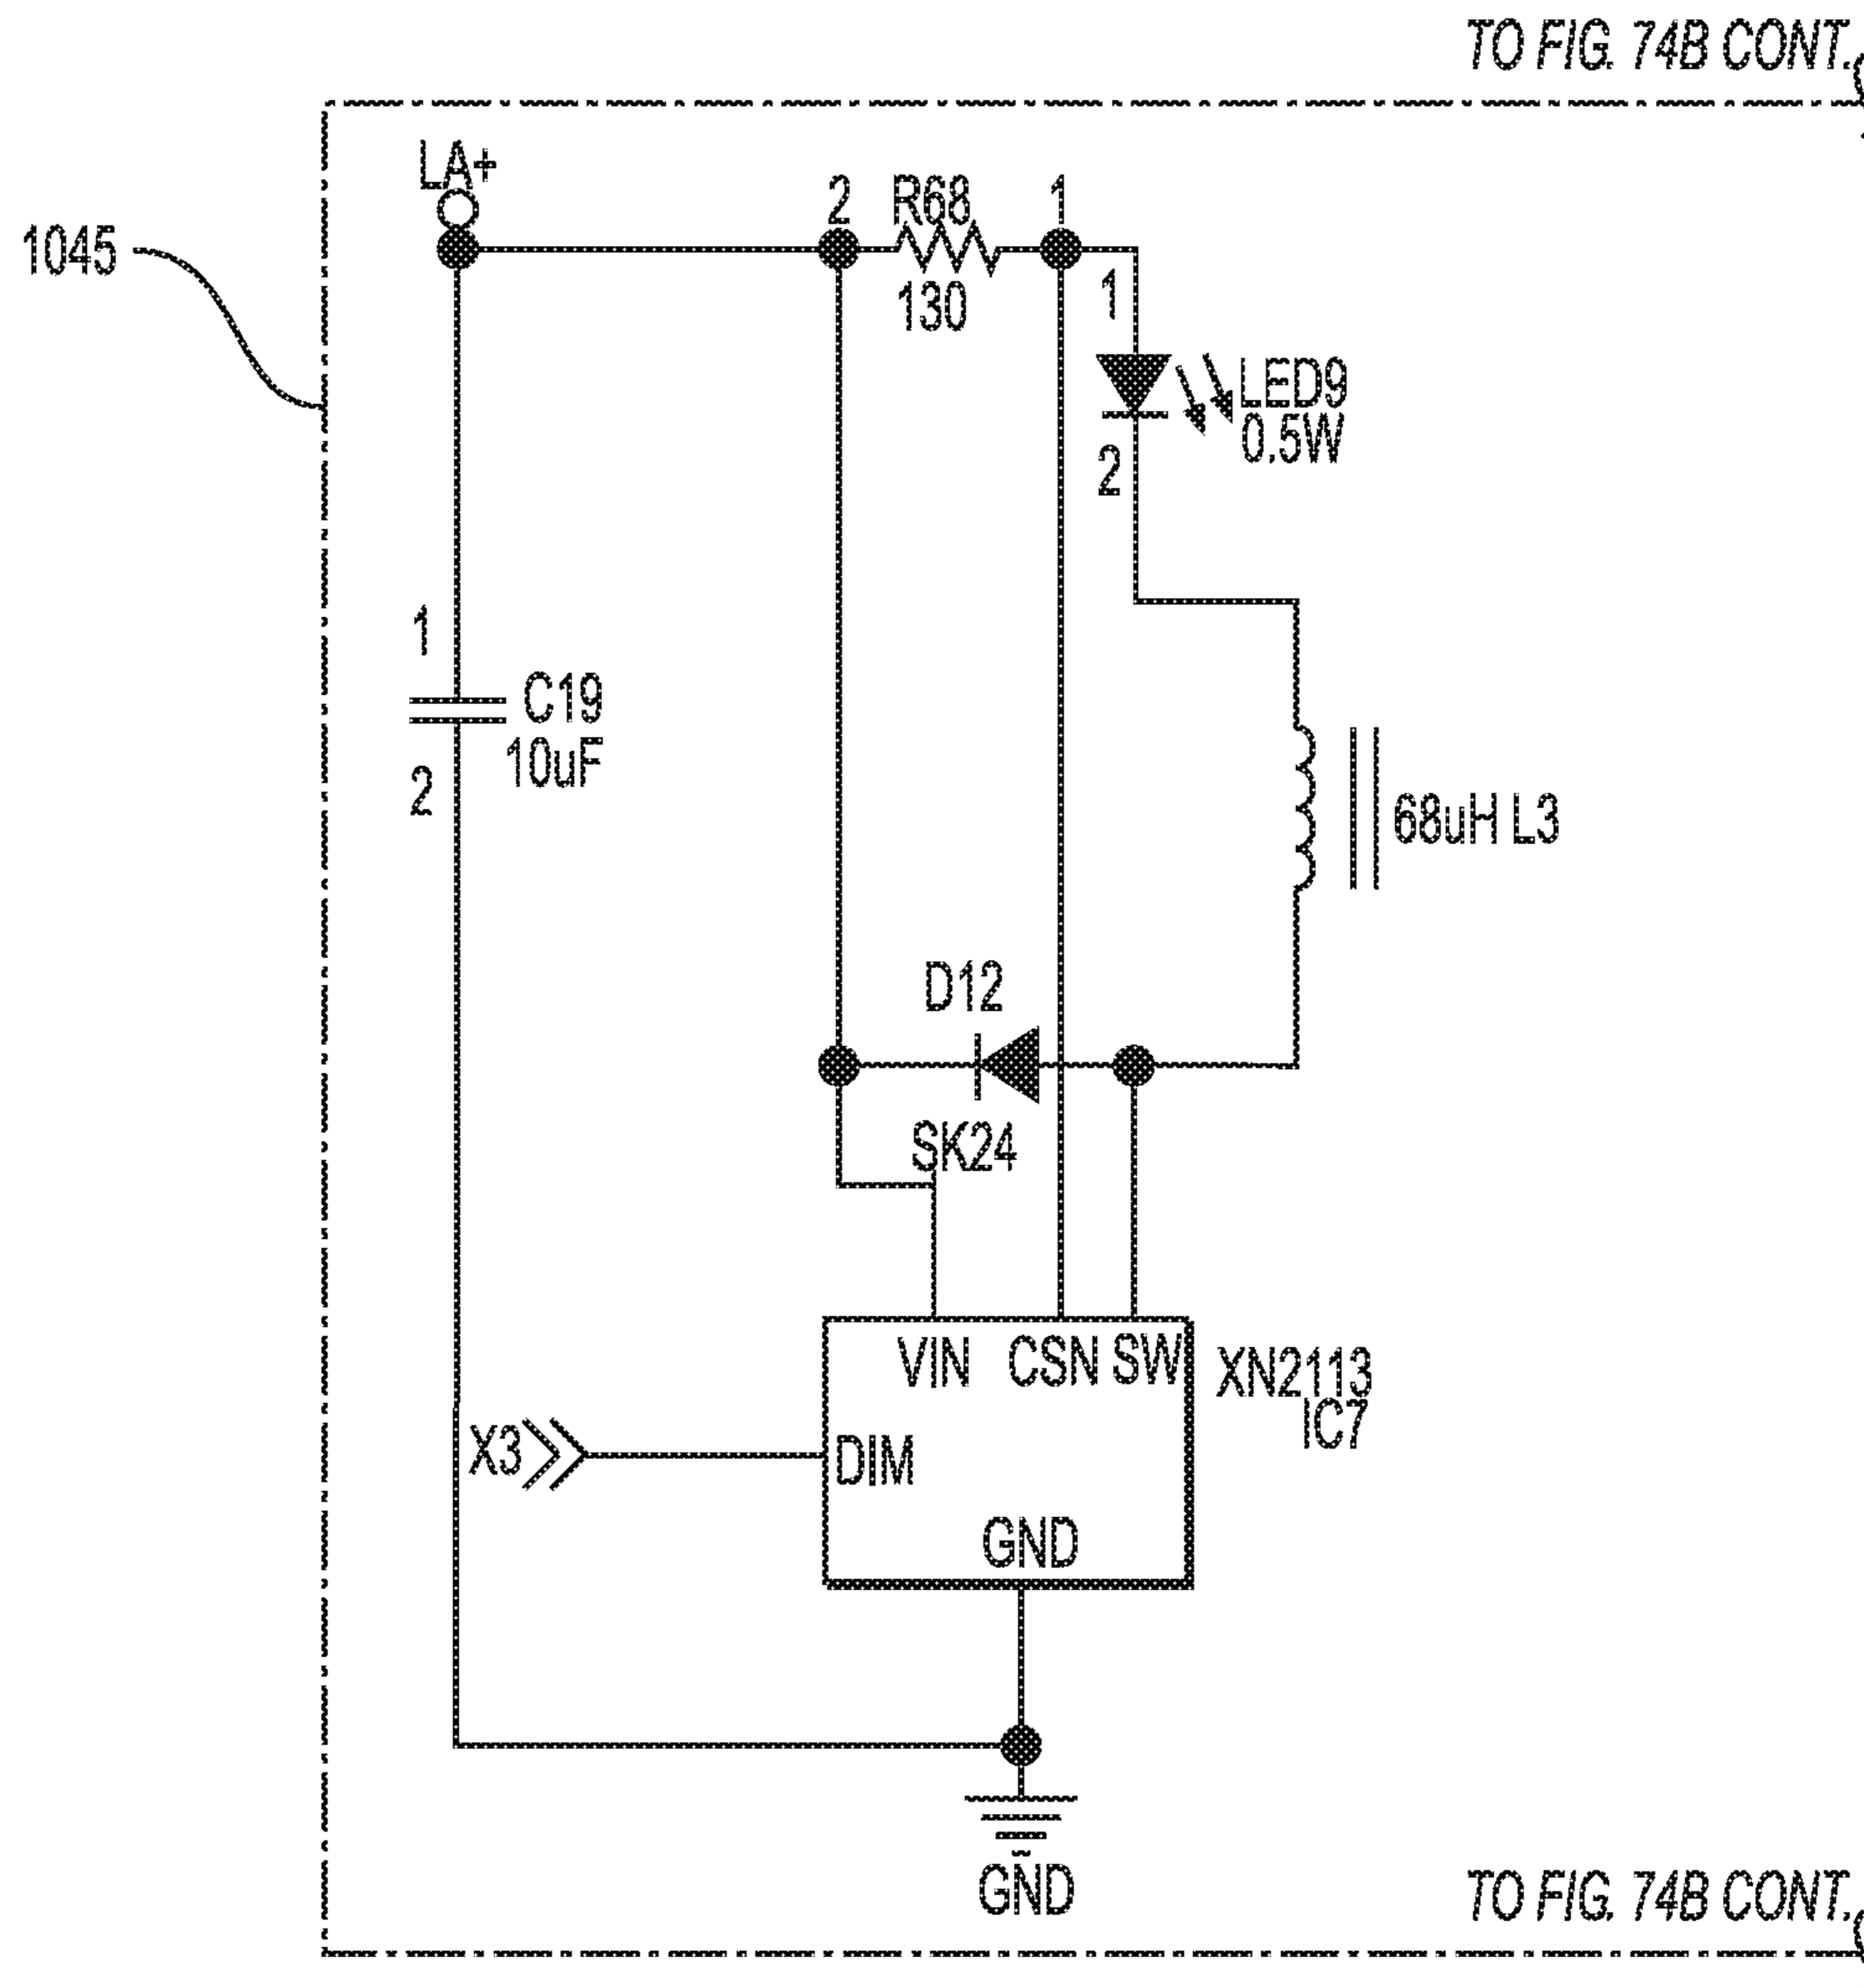 TO FIG. 74B CONT.
LA+
1045
2 R68 1
130
1
LED9
0.5W
2
1
C19
10uF
2
68uH L3
D12
SK24
VIN CSN SW
XN2113
IC7
X3
DIM
GND
GND
TO FIG. 74B CONT.